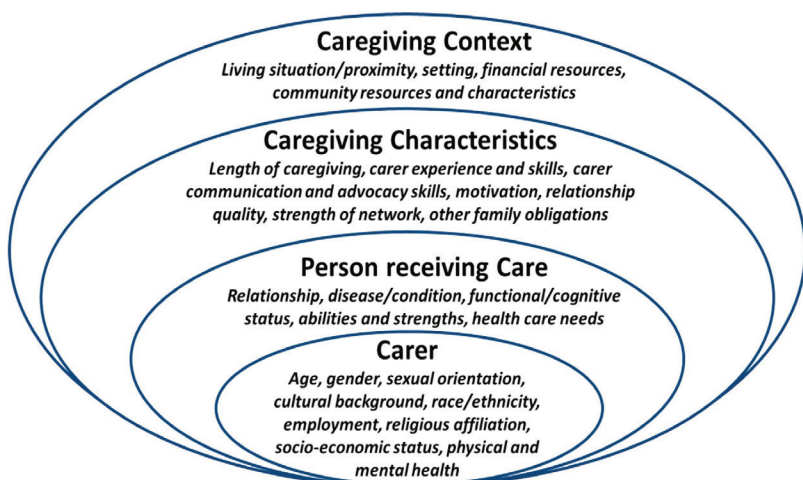 Caregiving Context
Living situation/proximity, setting, financial resources,
community resources and characteristics
Caregiving Characteristics
Length of caregiving, carer experience and skills, carer
communication and advocacy skills, motivation, relationship
quality, strength of network, other family obligations
Person receiving Care
Relationship, disease/condition, functional/cognitive
status, abilities and strengths, health care needs
Carer
Age, gender, sexual orientation,
cultural background, race/ethnicity,
employment, religious affiliation,
socio-economic status, physical and
mental health